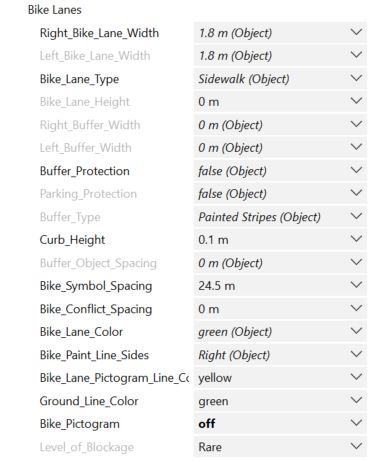 Bike Lanes
Right_Bike_Lane_Width 1.8 m (Object)
Left_Bike_Lane_Width 1.8 m (Object)
Bike_Lane_Type Sidewalk (Object)
Bike_Lane_Height 0 m
Right_Buffer_Width 0 m (Object)
Left_Buffer_Width 0 m (Object)
Buffer_Protection false (Object)
Parking_Protection false (Object)
Buffer_Type Painted Stripes (Object)
Curb_Height 0.1 m
Buffer_Object_Spacing 0 m (Object)
Bike_Symbol_Spacing 24.5 m
Bike_Conflict_Spacing 0 m
Bike_Lane_Color green (Object)
Bike_Paint_Line_Sides Right (Object)
Bike_Lane_Pictogram_Line_Co yellow
Ground_Line_Color green
Bike_Pictogram off
Level_of_Blockage Rare